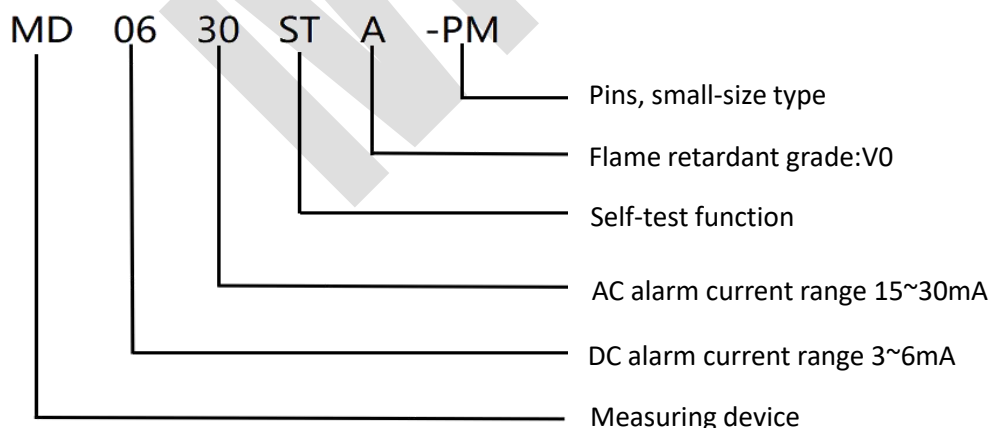 MD 06 30 ST A -PM
Pins, small-size type
Flame retardant grade:V0
Self-test function
AC alarm current range 15~30mA
DC alarm current range 3~6mA
Measuring device